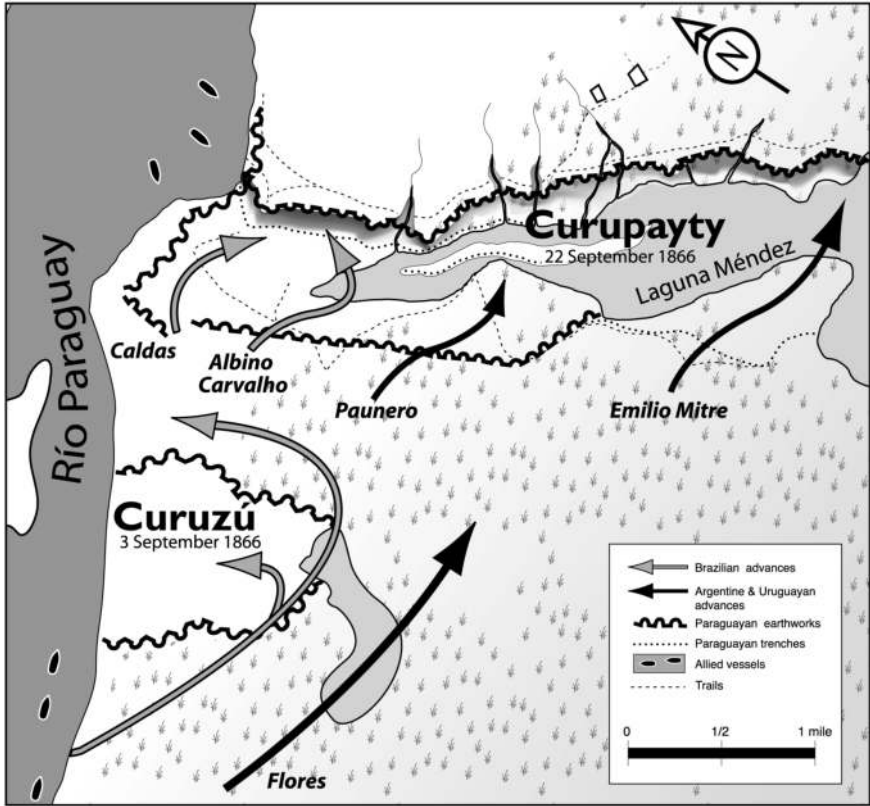 N
Río Paraguay
Curupayty
22 September 1866
Laguna Méndez
Caldas
Albino
Carvalho
Paunero
Emilio Mitre
Curuzú
3 September 1866
Flores
Brazilian advances
Argentine & Uruguayan
advances
Paraguayan earthworks
Paraguayan trenches
Allied vessels
Trails
0 1/2 1 mile